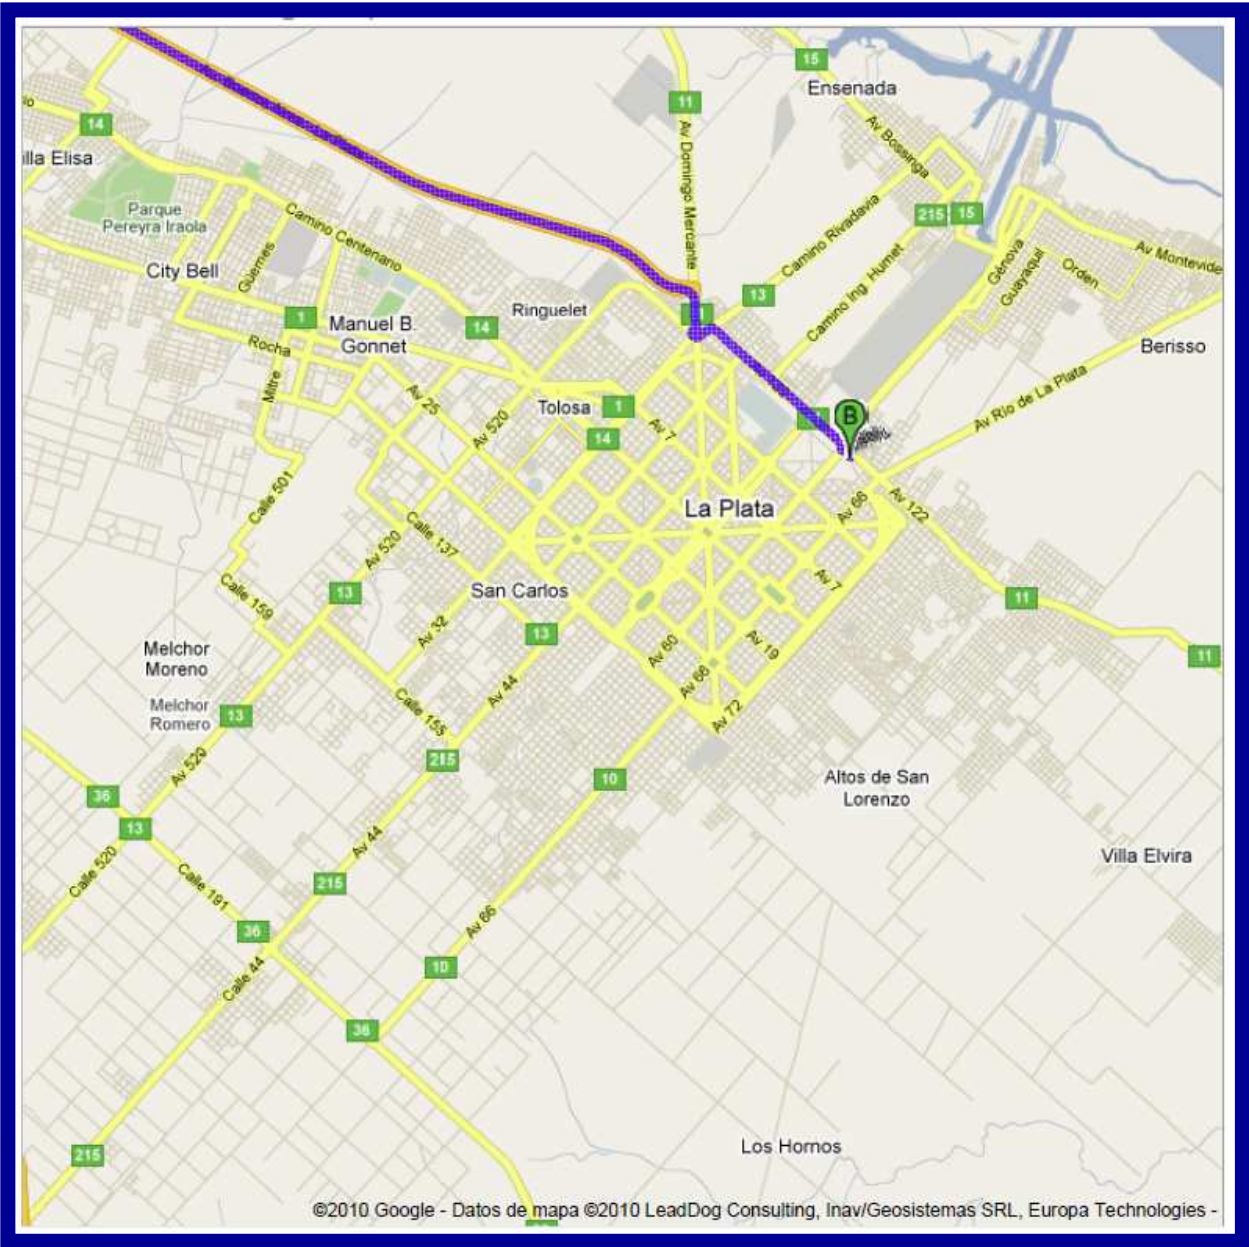 15
Ensenada
11
Av Bossinga
14
illa Elisa
Av Domingo Mercante
Parque
Pereyra Iraola
215
15
Camino Rivadavia
Camino Centenario
Génova
Guayaquil
Av Montevide
City Bell
Güemes
Camino Ing. Humet
Orden
13
Ringuelet
1
14
Manuel B.
Gonnet
Rocha
Berisso
Mitre
Av 25
Av Río de La Plata
Tolosa
1
B
Av 520
14
Av 7
La Plata
Calle 501
Av 66
Av 122
Calle 137
Av 520
Av 7
San Carlos
13
11
Calle 159
Av 32
13
Melchor
Moreno
Av 60
Av 19
11
Av 44
Av 66
Melchor
Romero
13
Calle 155
Av 72
215
Av 520
10
Altos de San
Lorenzo
36
13
Av 44
Villa Elvira
Calle 520
Calle 191
215
Av 66
36
10
Calle 44
36
Los Hornos
215
©2010 Google - Datos de mapa ©2010 LeadDog Consulting, Inav/Geosistemas SRL, Europa Technologies -